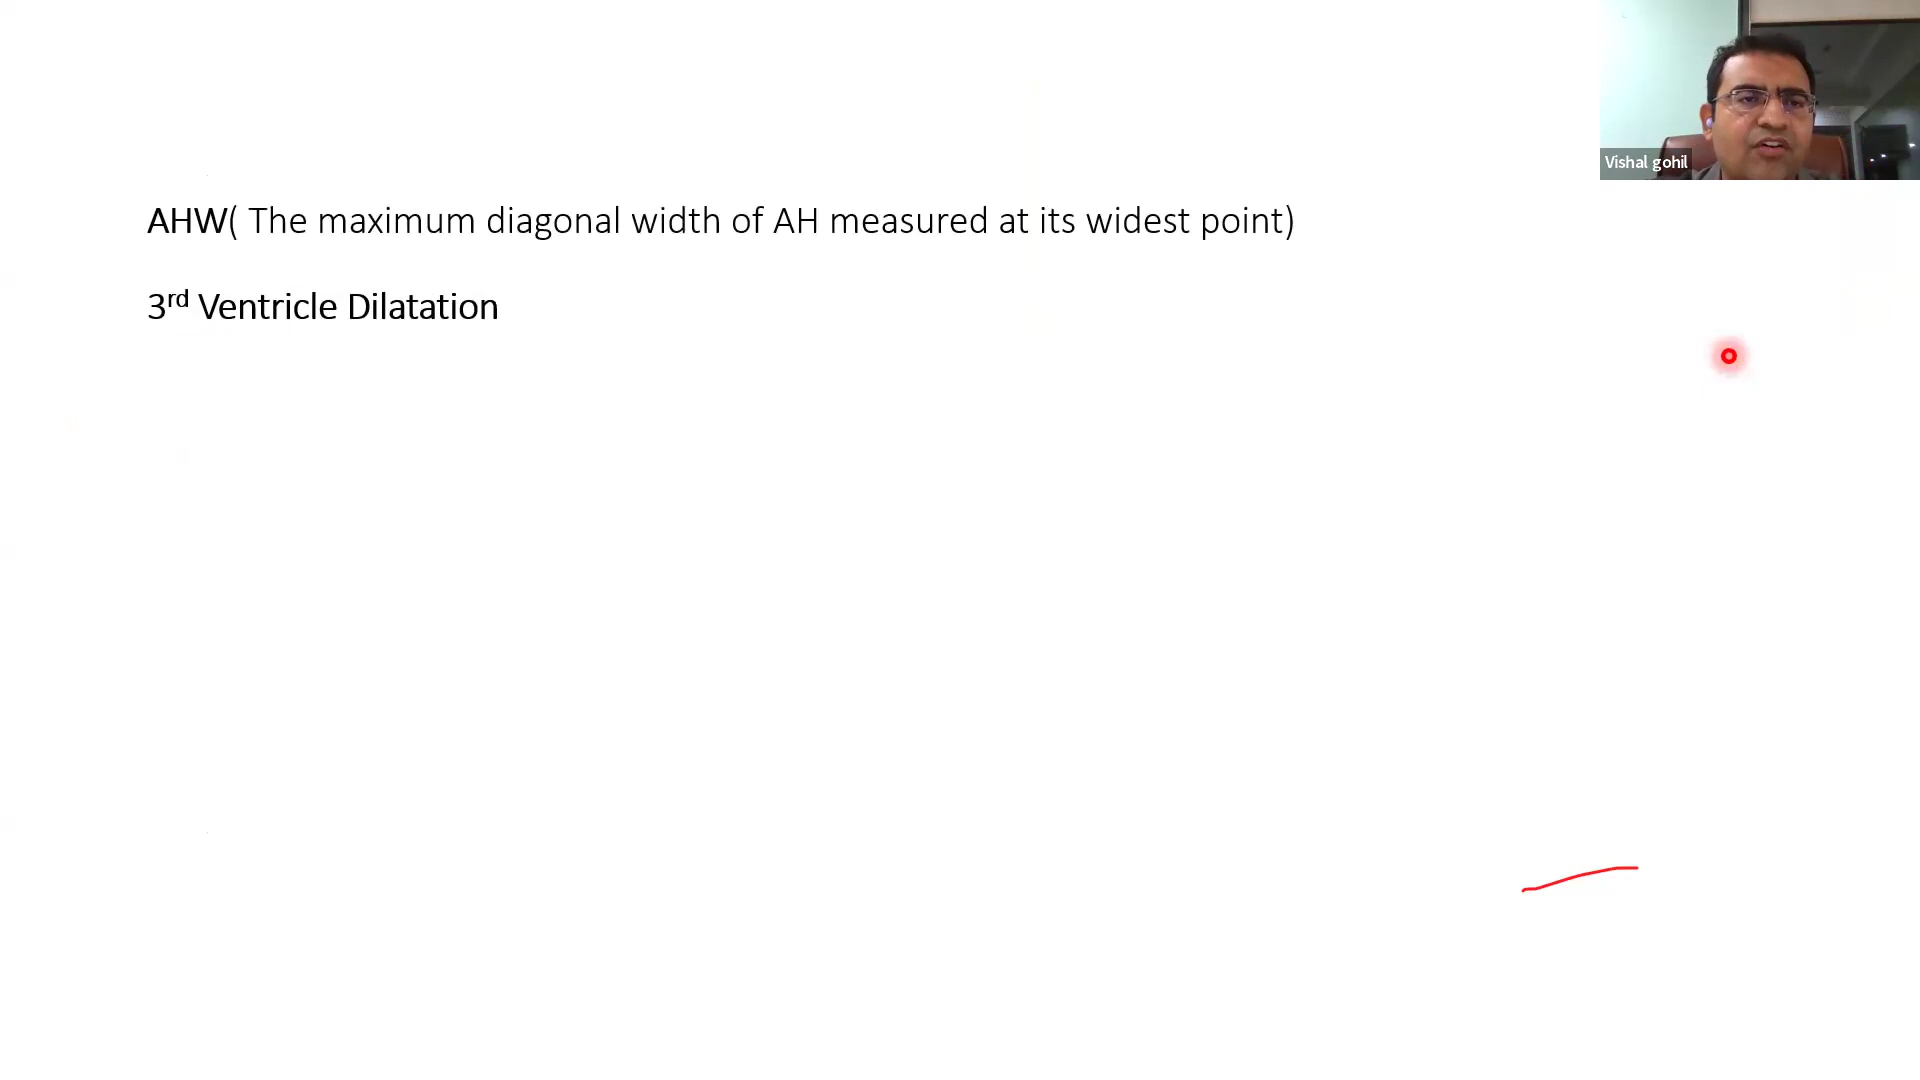 Vishal gohil
AHW( The maximum diagonal width of AH measured at its widest point)
3rd Ventricle Dilatation